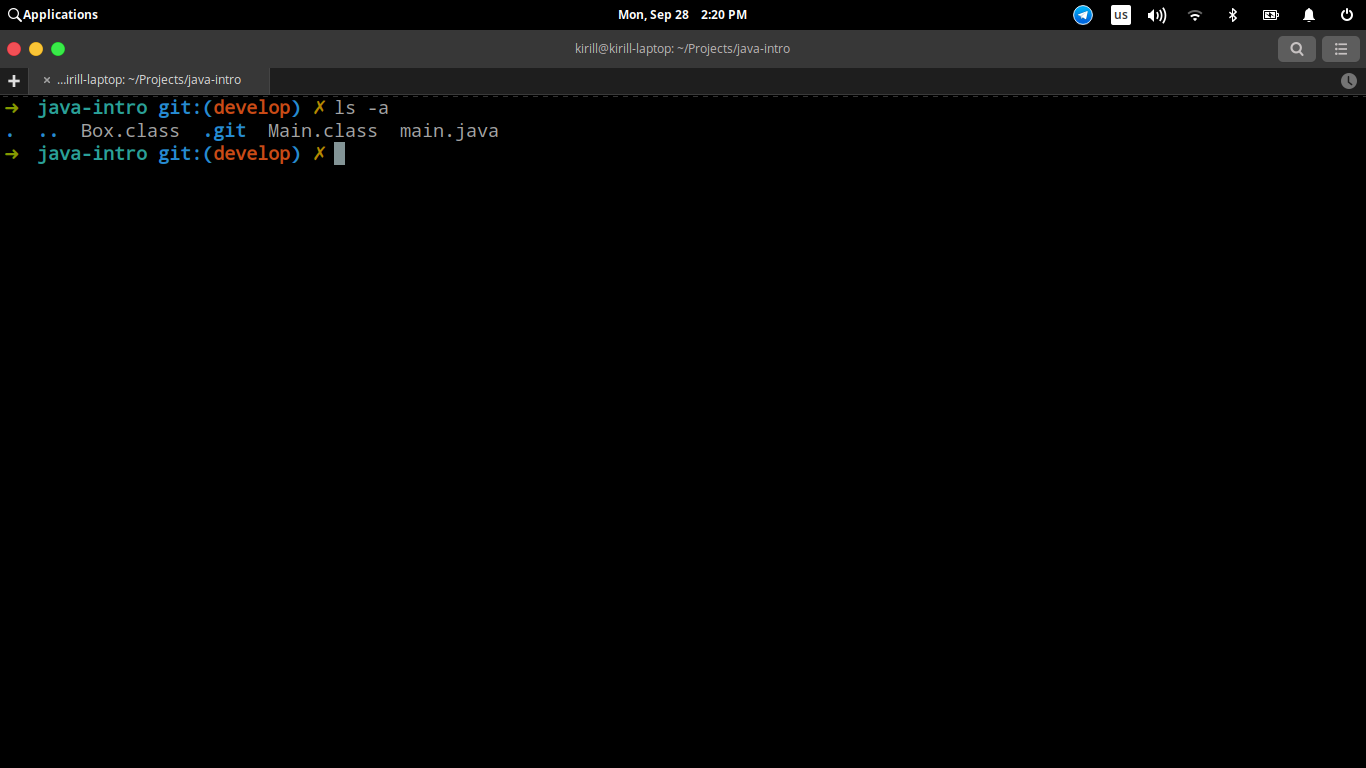 Applications
Mon, Sep 28 2:20 PM
us
kirill@kirill-laptop: ~/Projects/java-intro
...irill-laptop: ~/Projects/java-intro
➜ java-intro git:(develop) ✗ ls -a
. .. Box.class .git Main.class main.java
➜ java-intro git:(develop) ✗